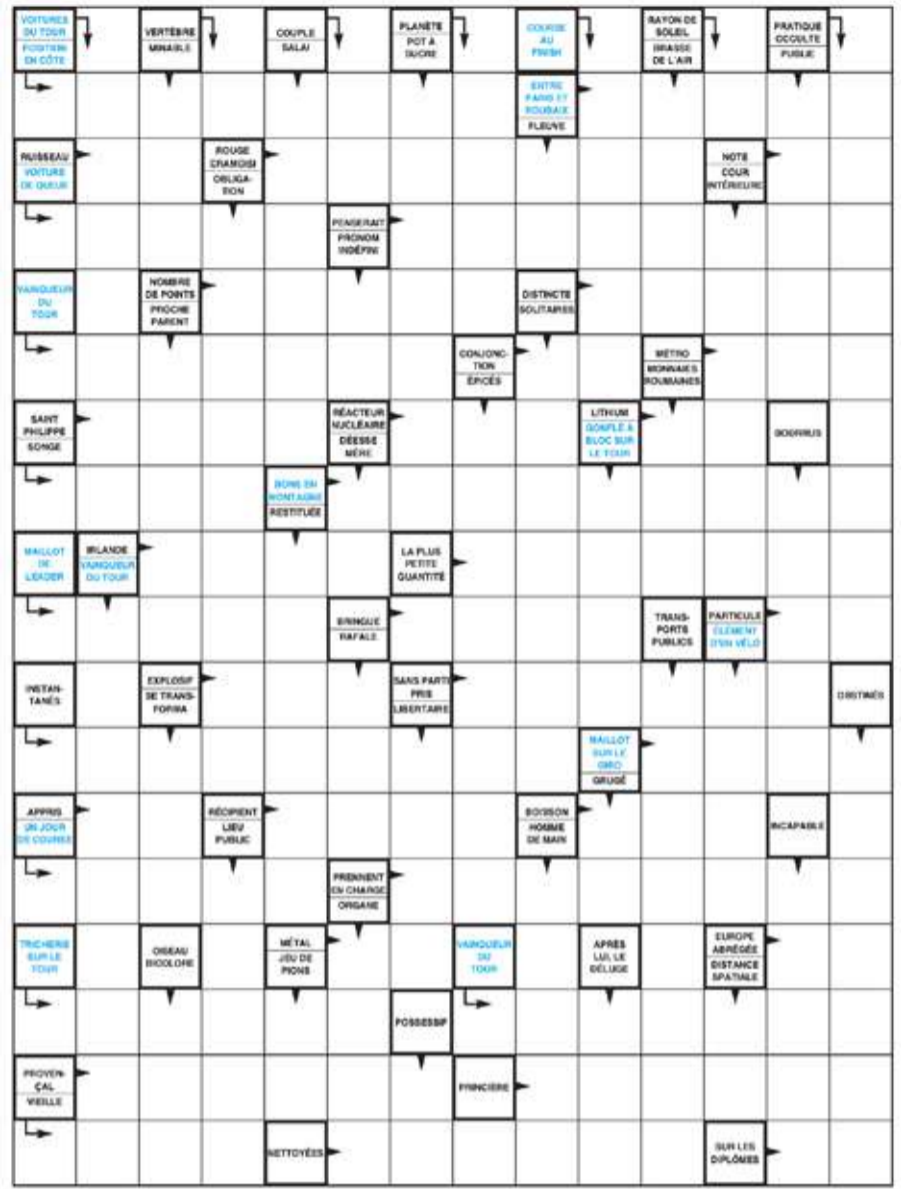 VOITURES
DU TOUR
POSITION
EN CÔTE
VERTÈBRE
MINABLE
COUPLE
SALAI
PLANÈTE
POT À
SUCRE
COURSE
AU
FINISH
RAYON DE
SOLEIL
BRASSE
DE L'AIR
PRATIQUE
OCCULTE
PUBLIE
ENTRE
PARIS ET
ROUBAIX
FLEUVE
RUISSEAU
VOITURE
DE QUEUE
ROUGE
CRAMOISI
OBLIGA-
TION
NOTE
COUR
INTÉRIEURE
PENSERAIT
PRONOM
INDÉFINI
VAINQUEUR
DU
TOUR
NOMBRE
DE POINTS
PROCHE
PARENT
DISTINCTE
SOLITAIRES
CONJONC-
TION
ÉPICÉS
MÉTRO
MONNAIES
ROUMAINES
SAINT
PHILIPPE
SONGE
RÉACTEUR
NUCLÉAIRE
DÉESSE
MÈRE
LITHIUM
GONFLÉ À
BLOC SUR
LE TOUR
BOURRUS
DONS EN
MONTAGNE
RESTITUÉE
MAILLOT
DE
LEADER
IRLANDE
VAINQUEUR
DU TOUR
LA PLUS
PETITE
QUANTITÉ
BRINGUE
RAFALE
TRANS-
PORTS
PUBLICS
PARTICULE
ÉLÉMENT
D'UN VÉLO
INSTAN-
TANÉS
EXPLOSIF
SE TRANS-
FORMA
SANS PARTI
PRIS
LIBERTAIRE
OBSTINÉS
MAILLOT
SUR LE
GIRO
GRUGÉ
APPRIS
UN JOUR
DE COURSE
RÉCIPIENT
LIEU
PUBLIC
BOISSON
HOMME
DE MAIN
INCAPABLE
PRENNENT
EN CHARGE
ORGANE
TRICHERIE
SUR LE
TOUR
OISEAU
BICOLORE
MÉTAL
JEU DE
PIONS
VAINQUEUR
DU
TOUR
APRÈS
LUI, LE
DÉLUGE
EUROPE
ABRÉGÉE
DISTANCE
SPATIALE
POSSESSIF
PROVEN-
ÇAL
VIEILLE
PRINCIÈRE
NETTOYÉES
SUR LES
DIPLÔMES